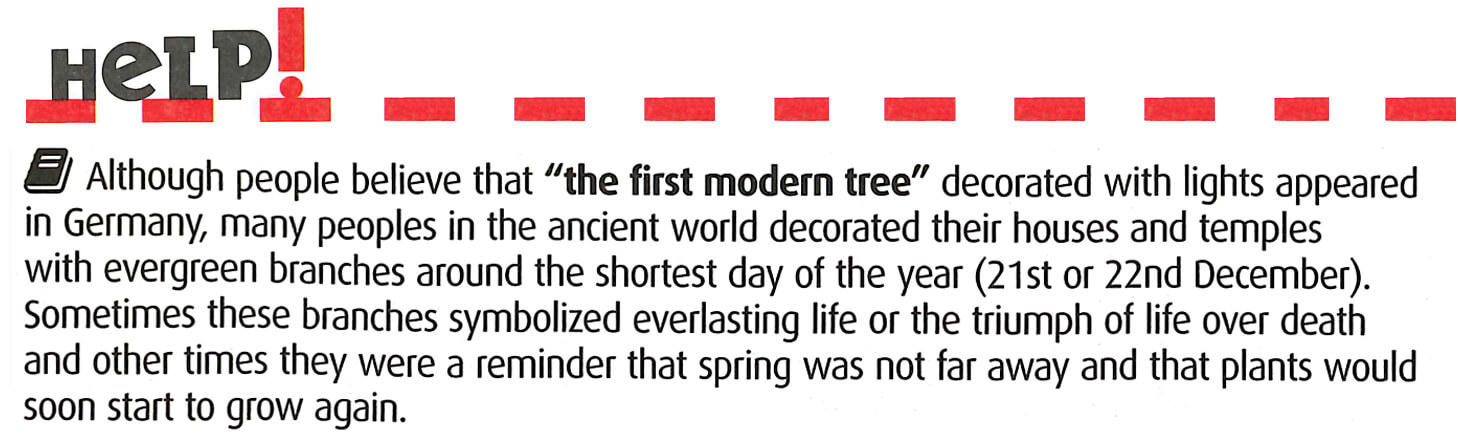 HeLP!
Although people believe that “the first modern tree” decorated with lights appeared
in Germany, many peoples in the ancient world decorated their houses and temples
with evergreen branches around the shortest day of the year (21st or 22nd December).
Sometimes these branches symbolized everlasting life or the triumph of life over death
and other times they were a reminder that spring was not far away and that plants would
soon start to grow again.